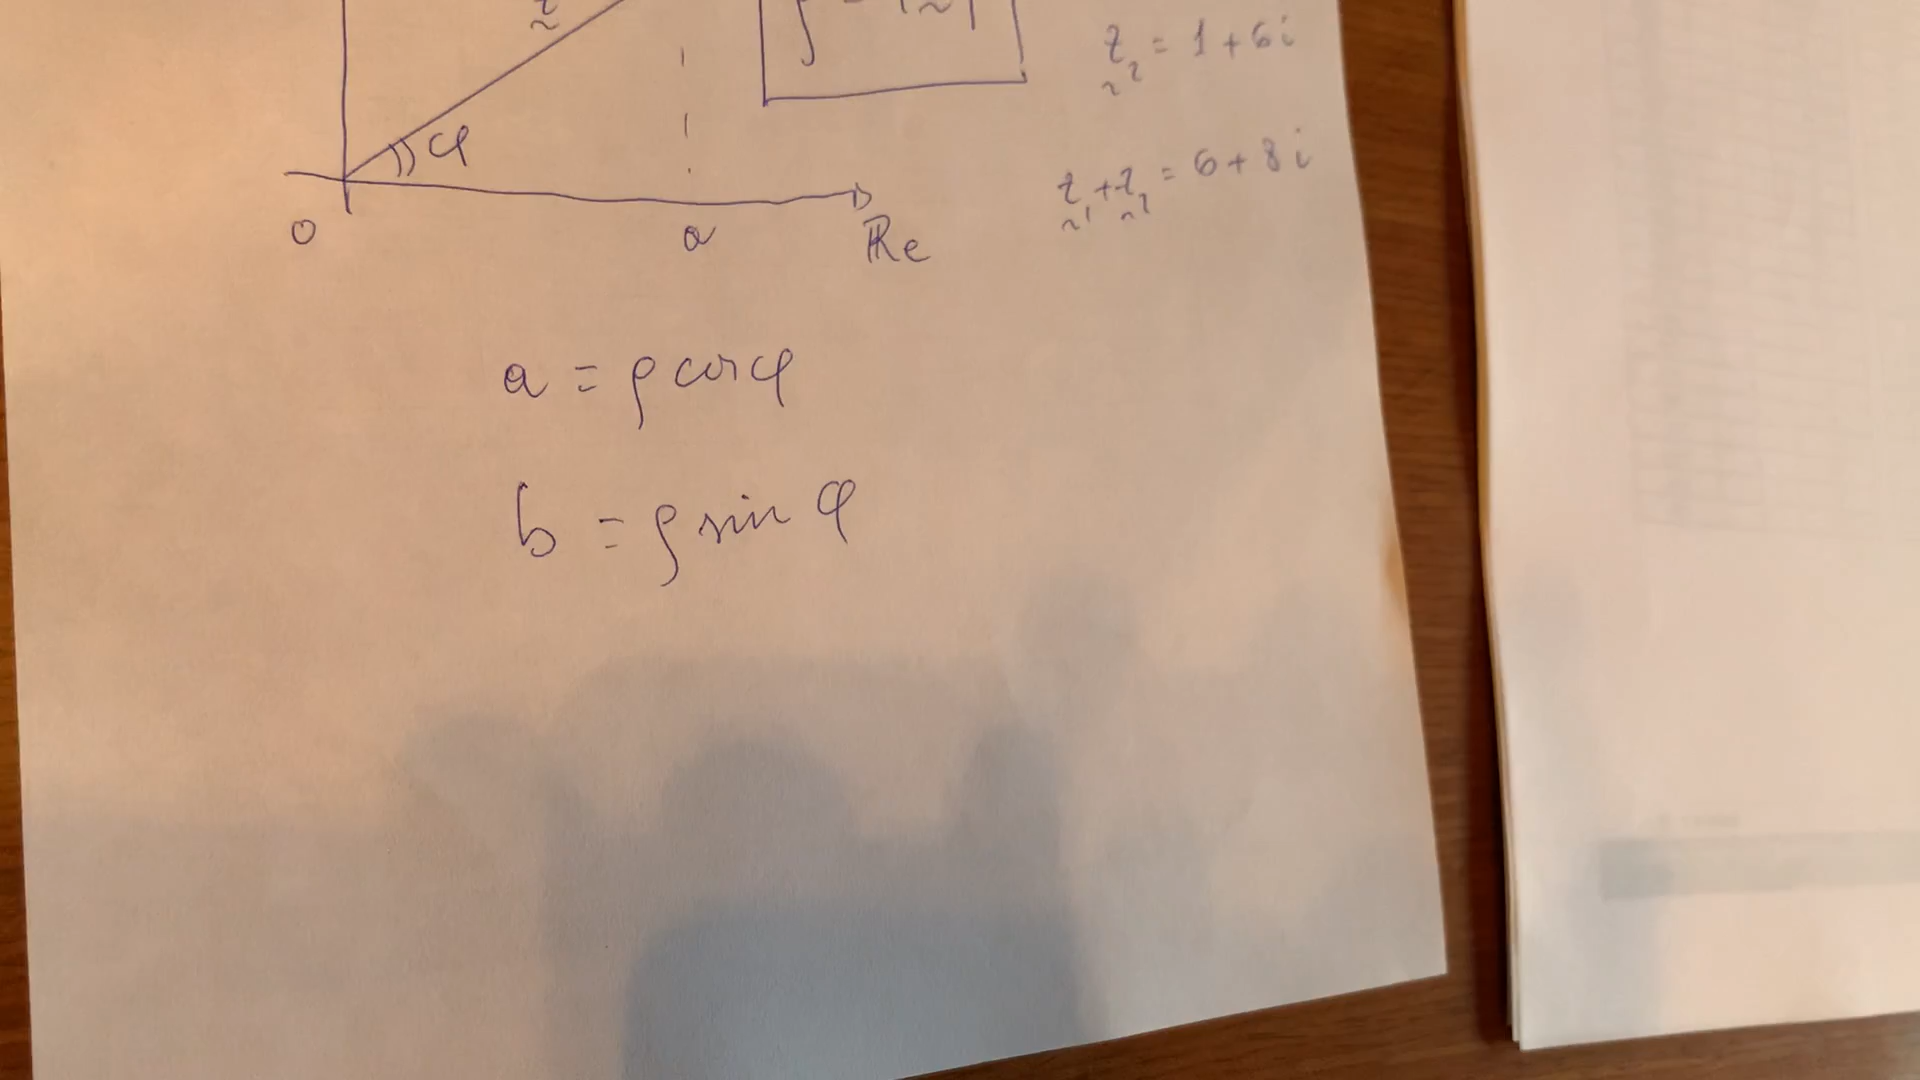 z
ρ = |z|
z₂ = 1 + 6i
φ
z₁ + z₂ = 6 + 8i
0 a Re
a = ρ cos φ
b = ρ sin φ